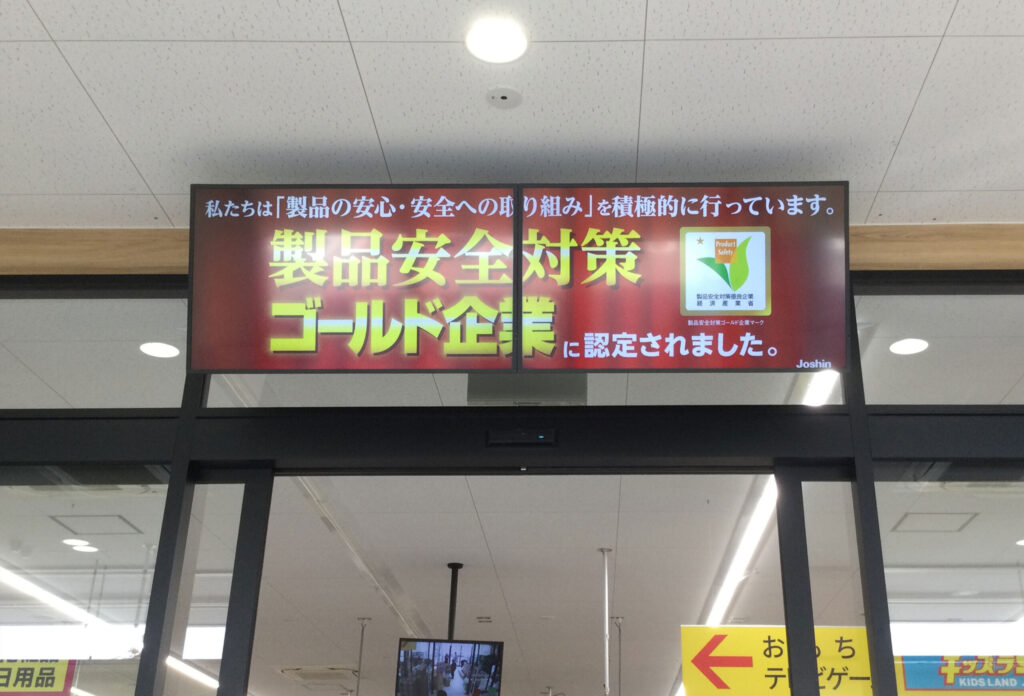 私たちは「製品の安心・安全への取り組み」を積極的に行っています。
製品安全対策
ゴールド企業に認定されました。
Product Safety
製品安全対策優良企業
経済産業省
製品安全対策ゴールド企業マーク
Joshin
日用品
おもち
テレビゲー
キッズラ
KIDS LAND